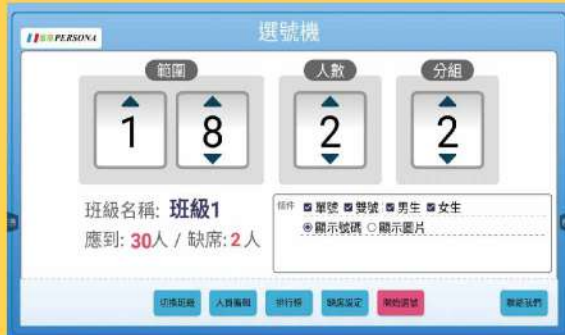 PERSONA
選號機
範圍
人數
分組
1 8
2
2
班級名稱: 班級1
應到: 30人 / 缺席: 2人
條件 單號 雙號 男生 女生
顯示號碼 顯示圖片
切換班級
人員編輯
排行榜
缺席設定
開始選號
聯絡我們